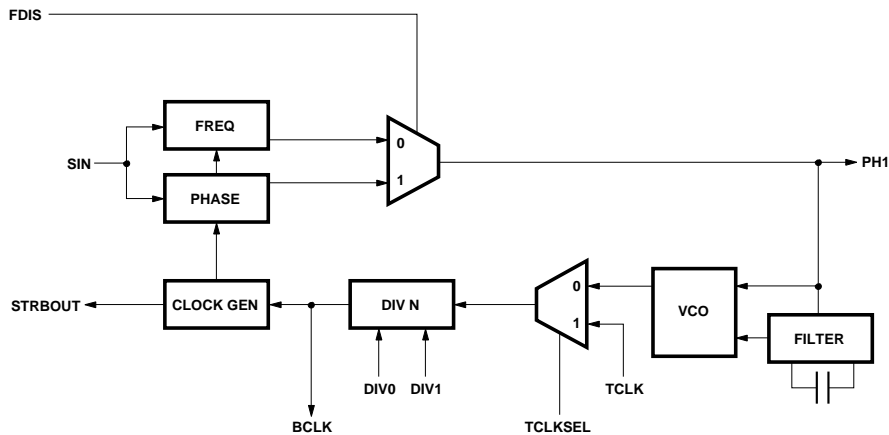 FDIS
FREQ
0
SIN
PH1
1
PHASE
STRBOUT
CLOCK GEN
DIV N
0
1
VCO
FILTER
DIV0
DIV1
TCLK
BCLK
TCLKSEL